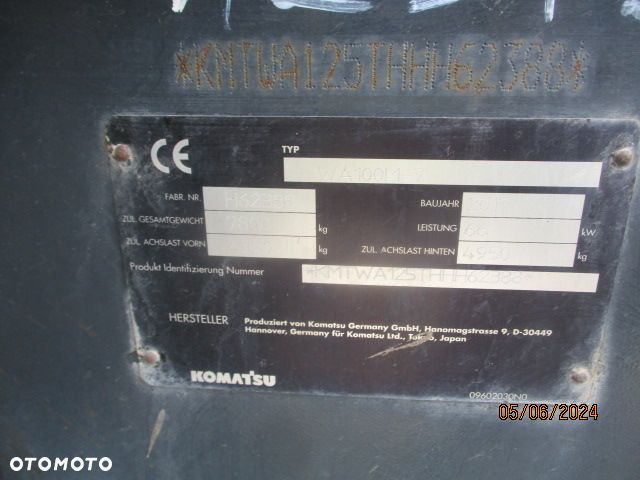 *KMTWA125THHH62388*
CE
TYP
WA100M-7
FABR. NR. H62388
BAUJAHR
ZUL. GESAMTGEWICHT kg
LEISTUNG kW
ZUL. ACHSLAST VORN kg
ZUL. ACHSLAST HINTEN 4950 kg
Produkt Identifizierung Nummer *KMTWA125THHH62388*
HERSTELLER
Produziert von Komatsu Germany GmbH, Hanomagstrasse 9, D-30449
Hannover, Germany für Komatsu Ltd., Tokyo, Japan
KOMATSU
09602030N0
05/06/2024
OTOMOTO